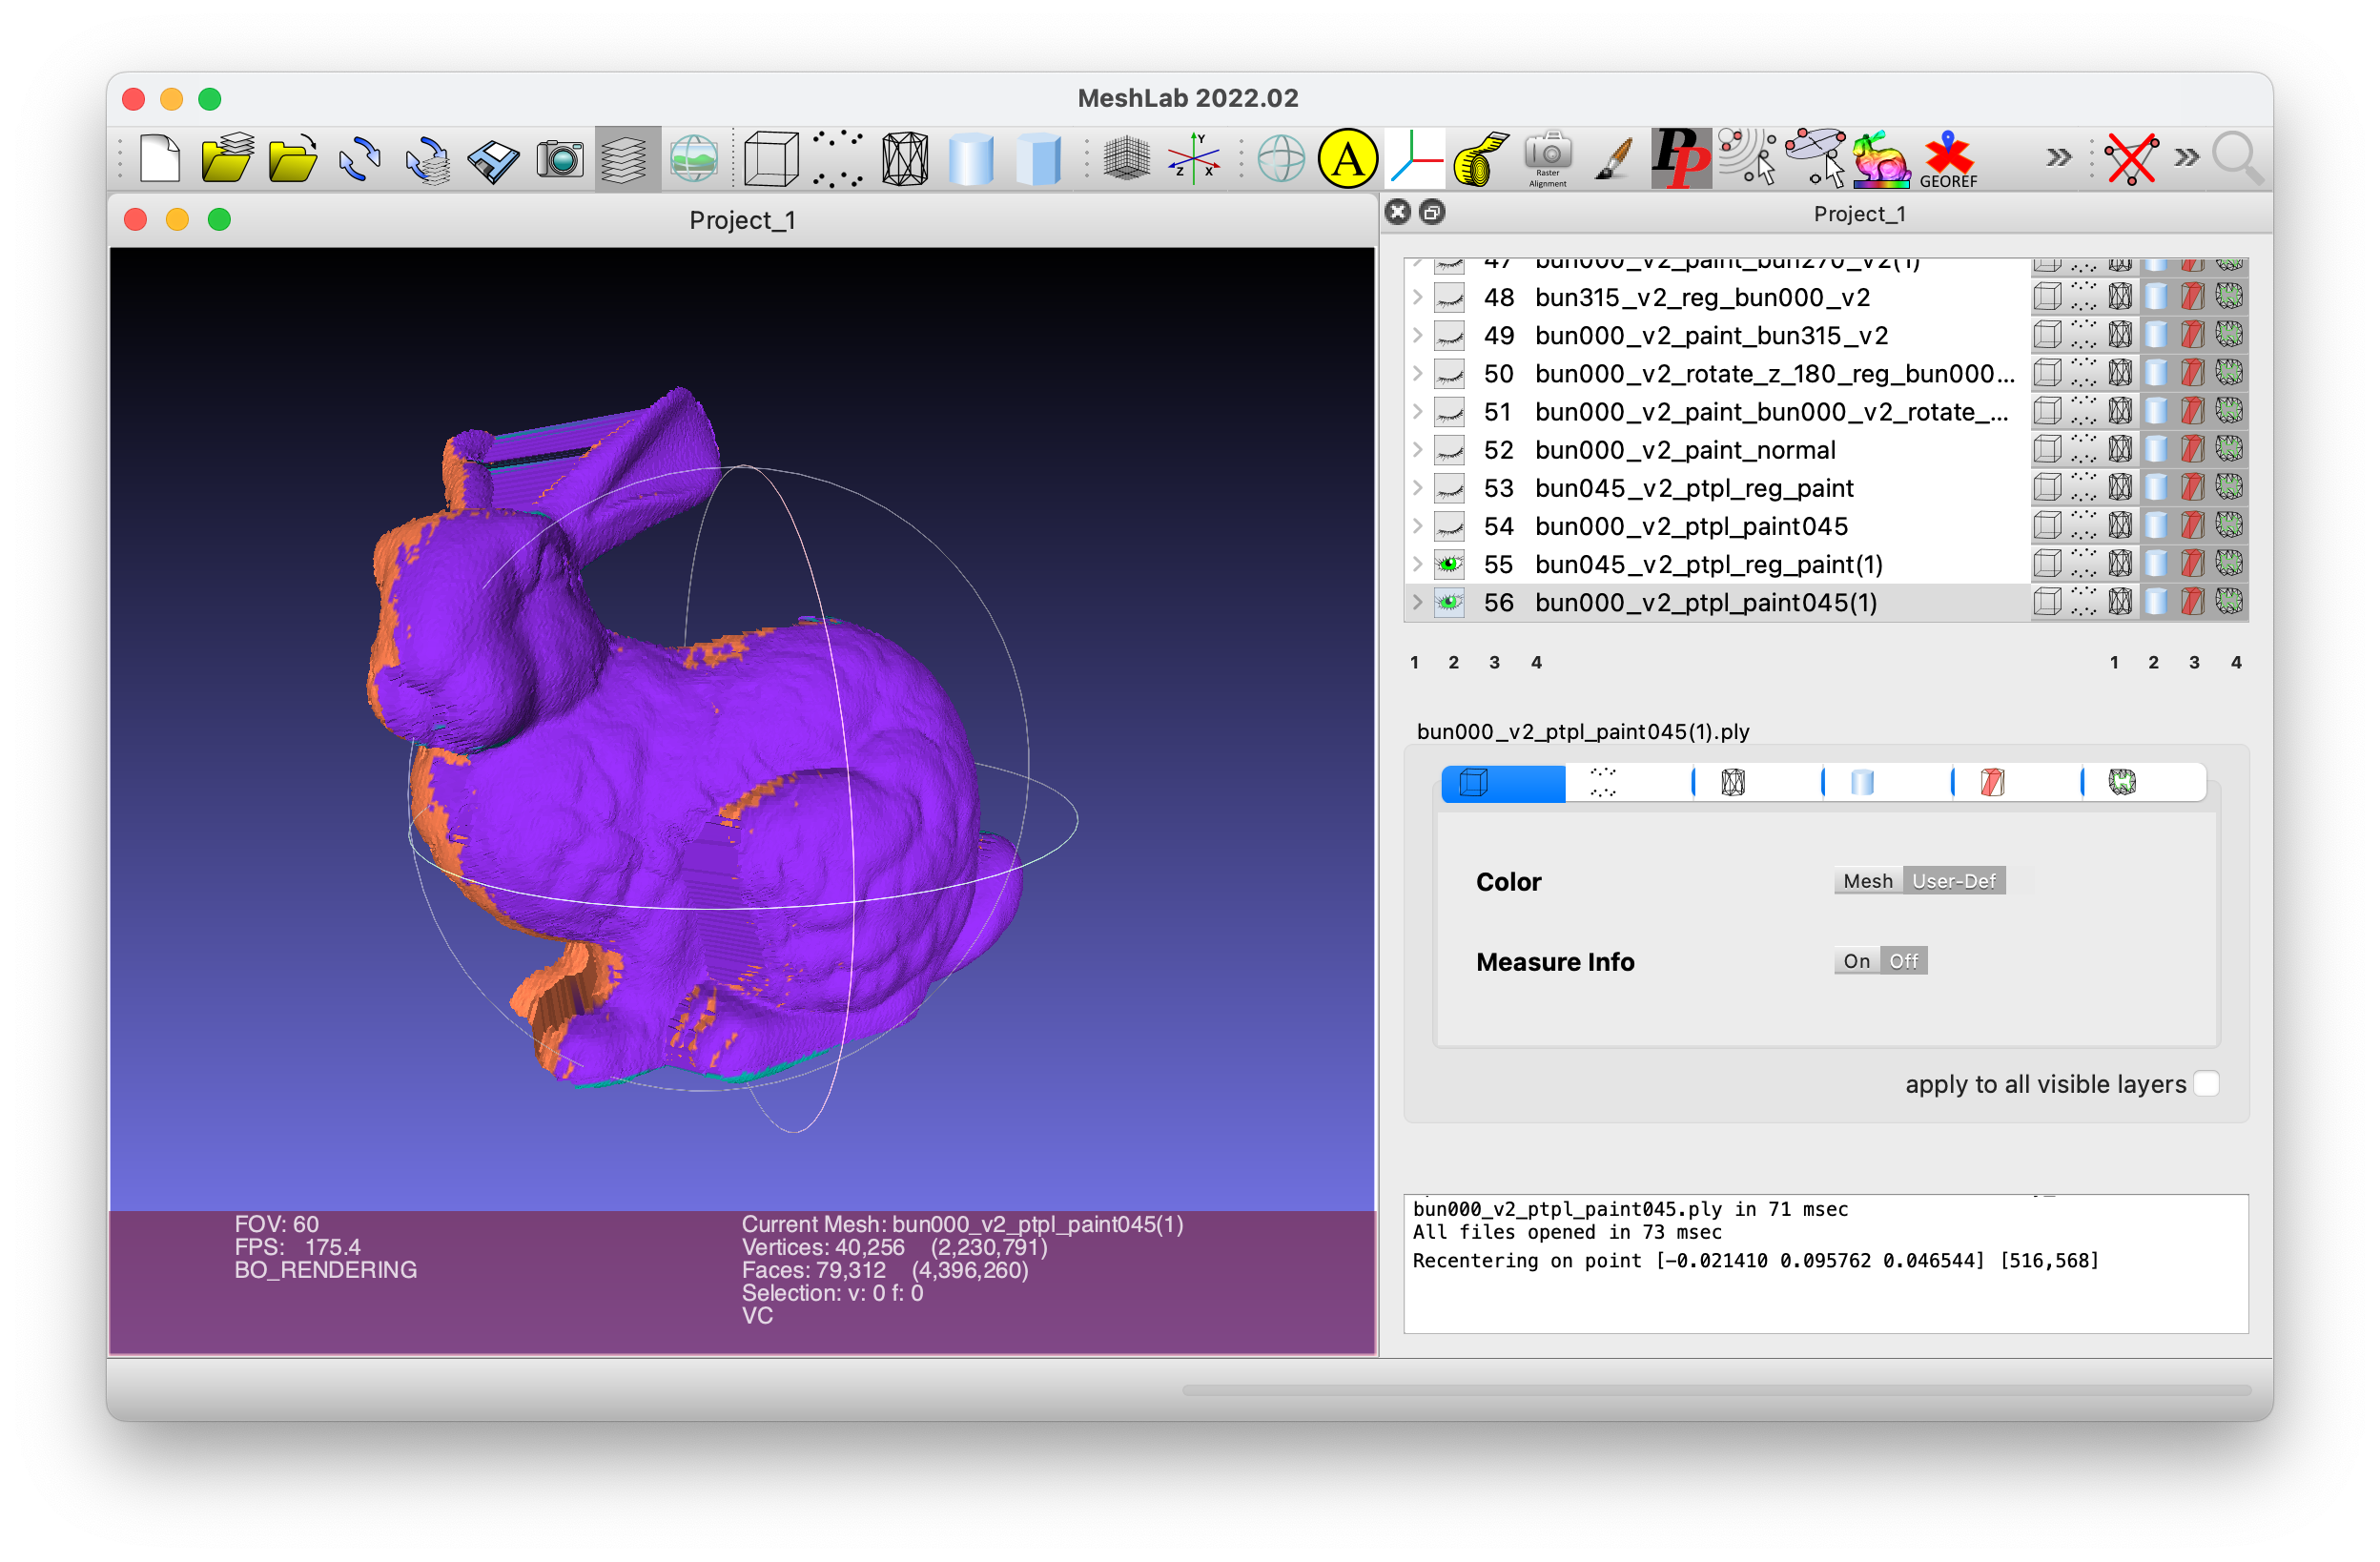 MeshLab 2022.02
A
Y
Z
X
Raster
Alignment
PP
GEOREF
Project_1
Project_1
47 bun000_v2_paint_bun270_v2(1)
48 bun315_v2_reg_bun000_v2
49 bun000_v2_paint_bun315_v2
50 bun000_v2_rotate_z_180_reg_bun000...
51 bun000_v2_paint_bun000_v2_rotate_...
52 bun000_v2_paint_normal
53 bun045_v2_ptpl_reg_paint
54 bun000_v2_ptpl_paint045
55 bun045_v2_ptpl_reg_paint(1)
56 bun000_v2_ptpl_paint045(1)
1 2 3 4 1 2 3 4
bun000_v2_ptpl_paint045(1).ply
Color Mesh User-Def
Measure Info On Off
apply to all visible layers
bun000_v2_ptpl_paint045.ply in 71 msec
All files opened in 73 msec
Recentering on point [-0.021410 0.095762 0.046544] [516,568]
FOV: 60
FPS: 175.4
BO_RENDERING
Current Mesh: bun000_v2_ptpl_paint045(1)
Vertices: 40,256 (2,230,791)
Faces: 79,312 (4,396,260)
Selection: v: 0 f: 0
VC